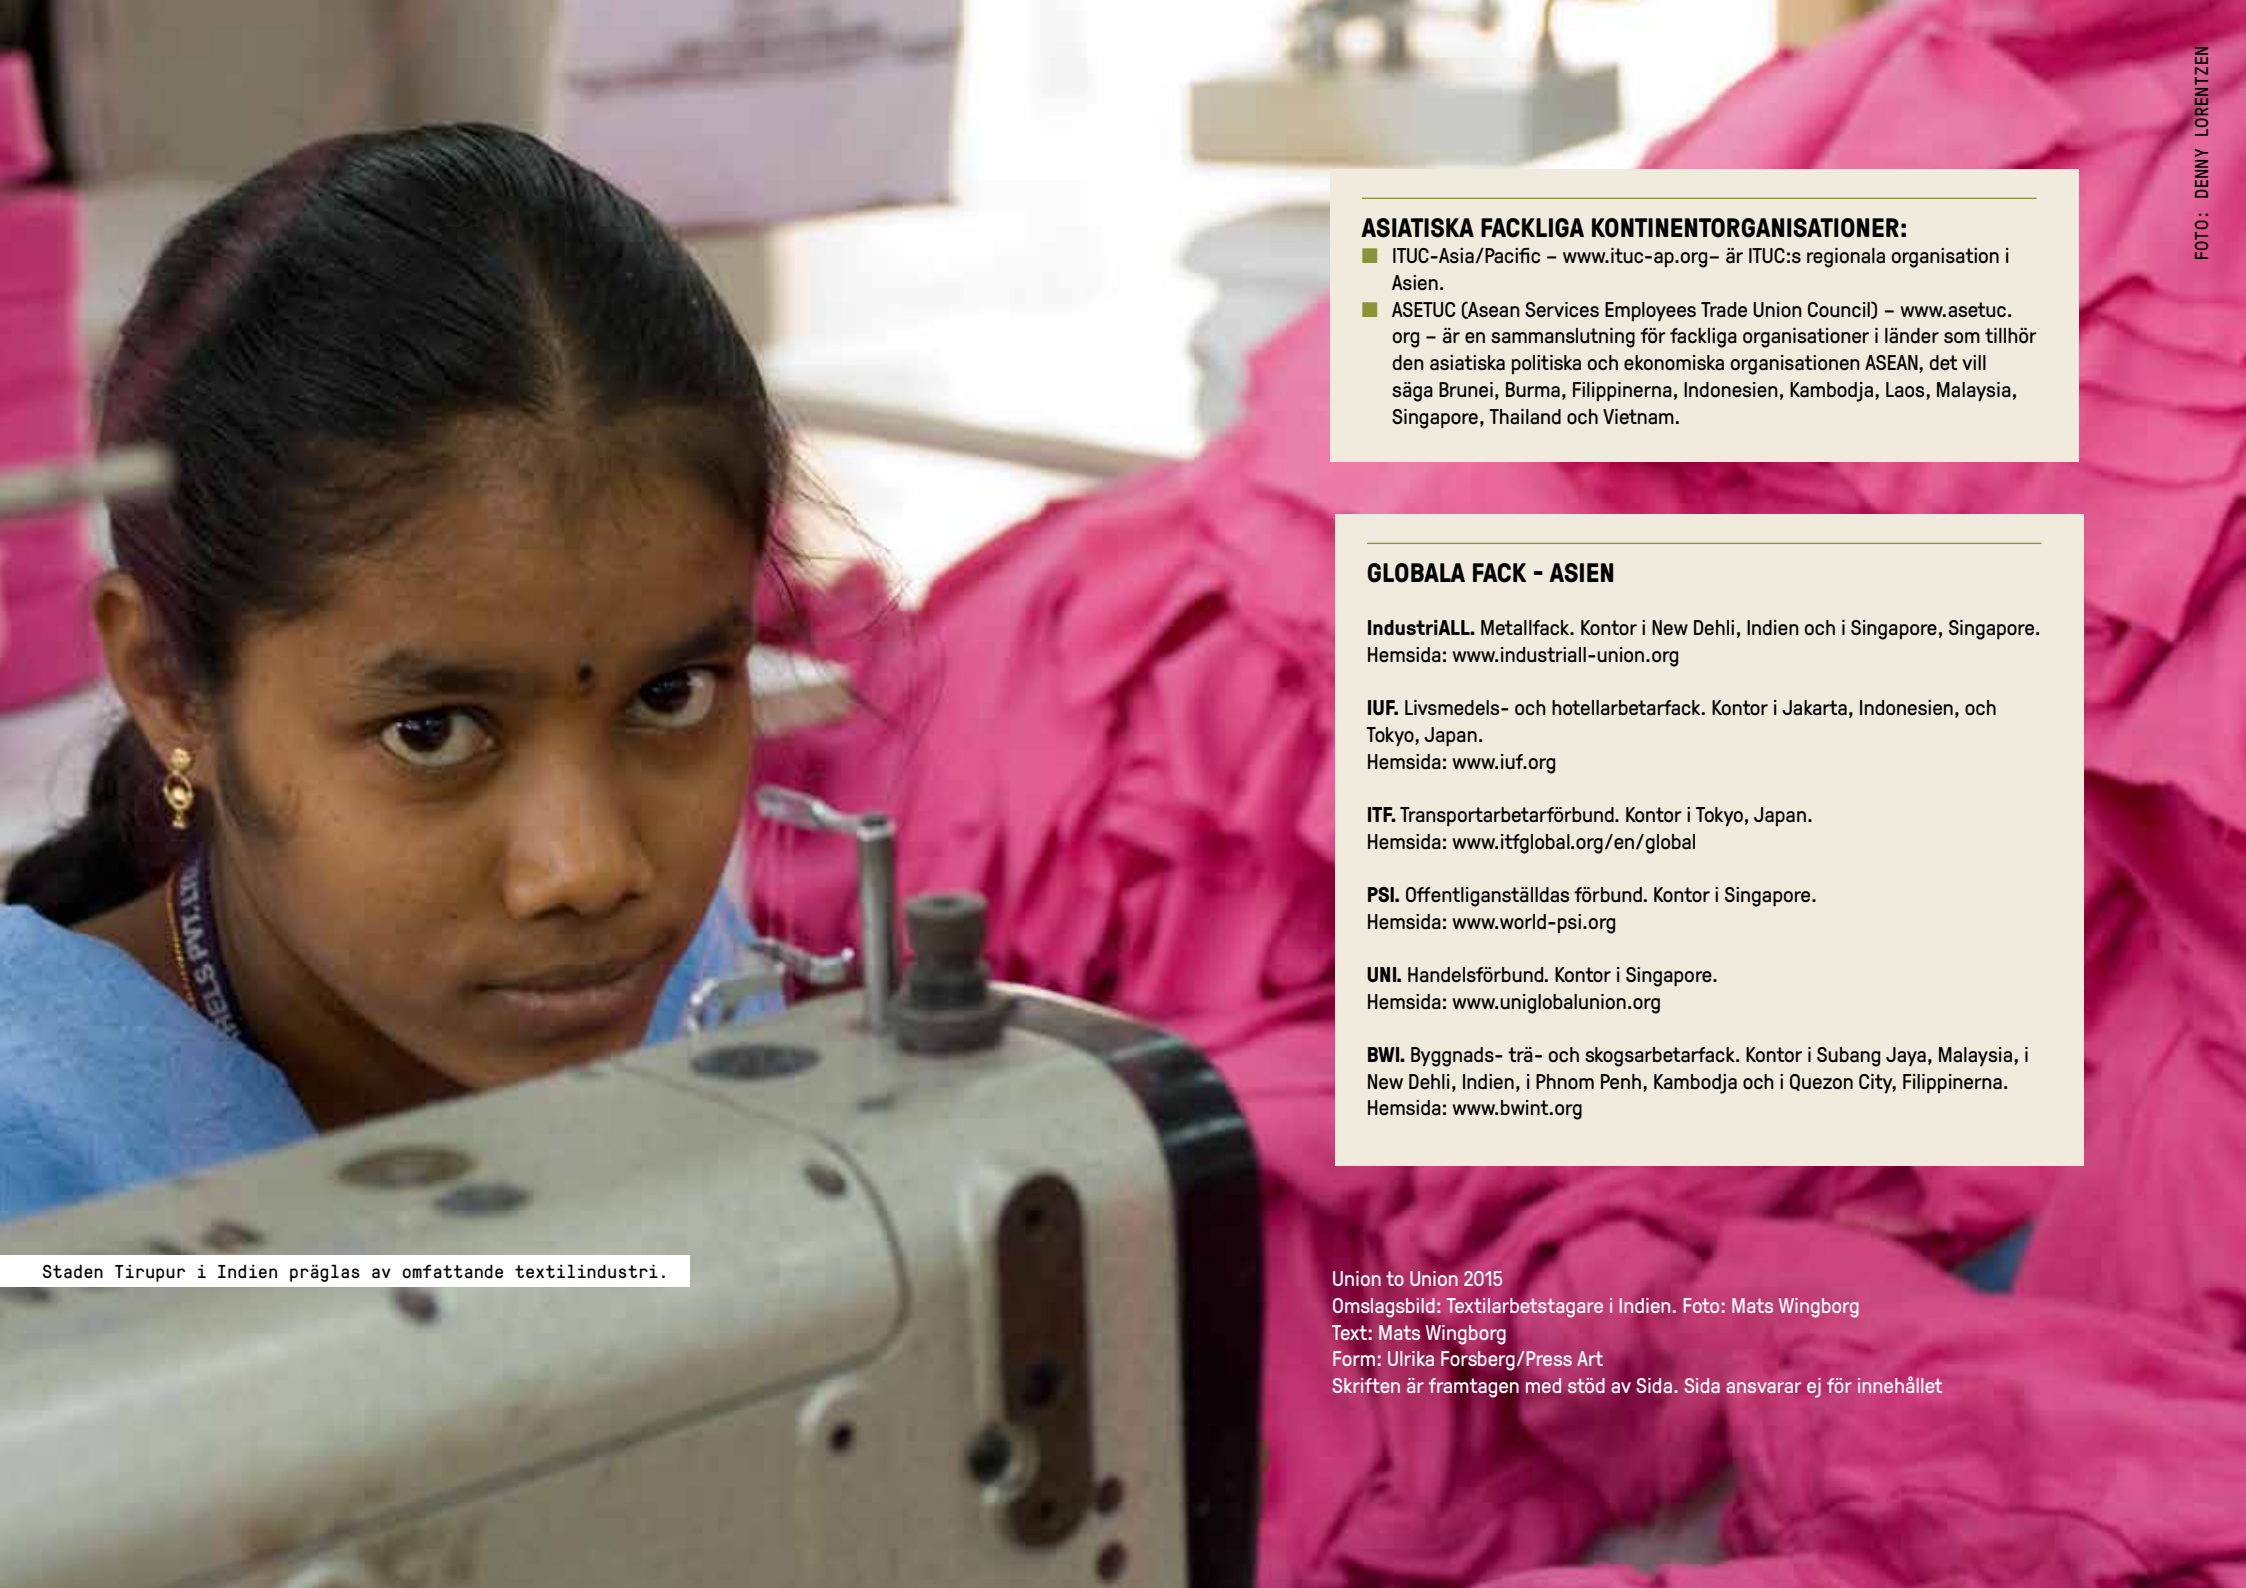 FOTO: DENNY LORENTZEN
ASIATISKA FACKLIGA KONTINENTORGANISATIONER:
ITUC-Asia/Pacific – www.ituc-ap.org– är ITUC:s regionala organisation i
Asien.
ASETUC (Asean Services Employees Trade Union Council) – www.asetuc.
org – är en sammanslutning för fackliga organisationer i länder som tillhör
den asiatiska politiska och ekonomiska organisationen ASEAN, det vill
säga Brunei, Burma, Filippinerna, Indonesien, Kambodja, Laos, Malaysia,
Singapore, Thailand och Vietnam.
GLOBALA FACK - ASIEN
IndustriALL. Metallfack. Kontor i New Dehli, Indien och i Singapore, Singapore.
Hemsida: www.industriall-union.org
IUF. Livsmedels- och hotellarbetarfack. Kontor i Jakarta, Indonesien, och
Tokyo, Japan.
Hemsida: www.iuf.org
ITF. Transportarbetarförbund. Kontor i Tokyo, Japan.
Hemsida: www.itfglobal.org/en/global
PSI. Offentliganställdas förbund. Kontor i Singapore.
Hemsida: www.world-psi.org
UNI. Handelsförbund. Kontor i Singapore.
Hemsida: www.uniglobalunion.org
BWI. Byggnads- trä- och skogsarbetarfack. Kontor i Subang Jaya, Malaysia, i
New Dehli, Indien, i Phnom Penh, Kambodja och i Quezon City, Filippinerna.
Hemsida: www.bwint.org
Staden Tirupur i Indien präglas av omfattande textilindustri.
Union to Union 2015
Omslagsbild: Textilarbetstagare i Indien. Foto: Mats Wingborg
Text: Mats Wingborg
Form: Ulrika Forsberg/Press Art
Skriften är framtagen med stöd av Sida. Sida ansvarar ej för innehållet